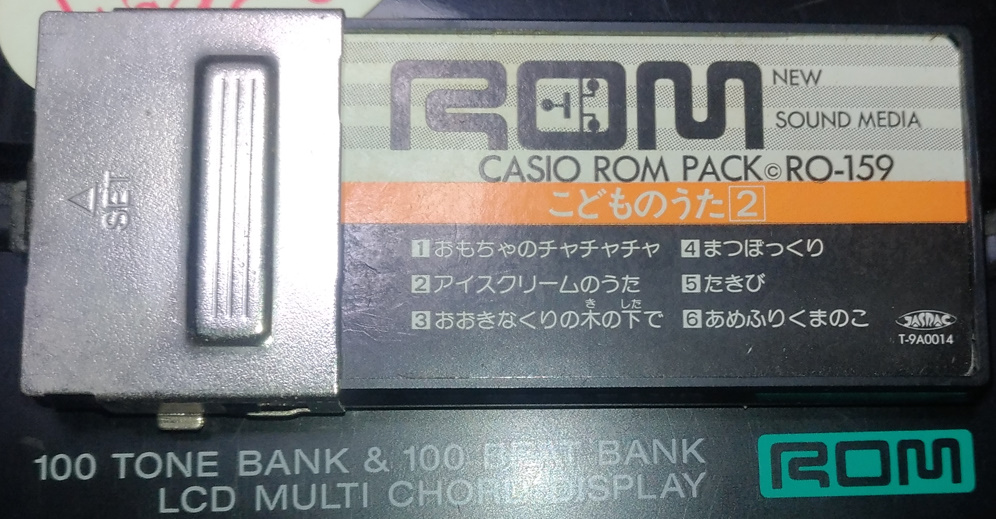 SET
ROM
NEW
SOUND MEDIA
CASIO ROM PACK©RO-159
こどものうた2
1 おもちゃのチャチャチャ
2 アイスクリームのうた
3 おおきなくりの木の下で
き した
4 まつぼっくり
5 たきび
6 あめふりくまのこ
JASRAC
T-9A0014
100 TONE BANK & 100 BEAT BANK
LCD MULTI CHORD DISPLAY
ROM